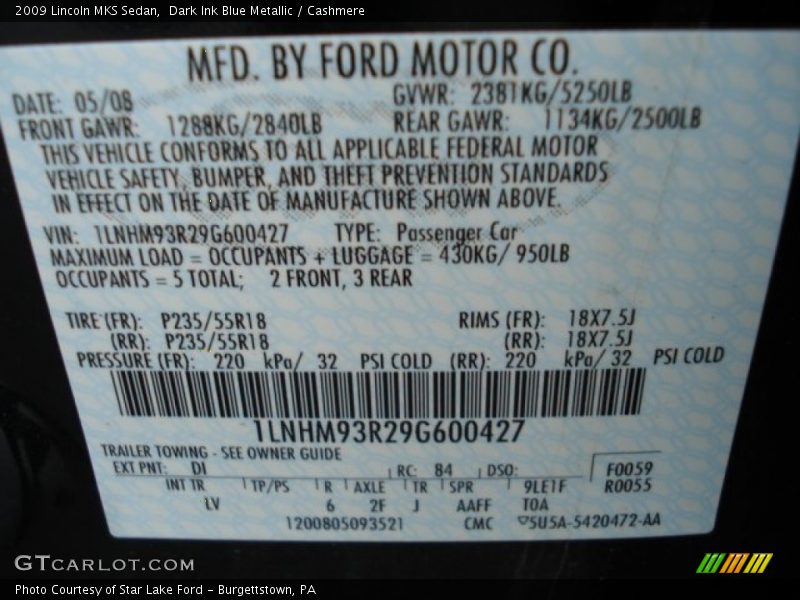 2009 Lincoln MKS Sedan,  Dark Ink Blue Metallic / Cashmere
MFD. BY FORD MOTOR CO.
DATE: 05/08 GVWR: 2381KG/5250LB
FRONT GAWR: 1288KG/2840LB REAR GAWR: 1134KG/2500LB
THIS VEHICLE CONFORMS TO ALL APPLICABLE FEDERAL MOTOR
VEHICLE SAFETY, BUMPER, AND THEFT PREVENTION STANDARDS
IN EFFECT ON THE DATE OF MANUFACTURE SHOWN ABOVE.
VIN: 1LNHM93R29G600427 TYPE: Passenger Car
MAXIMUM LOAD = OCCUPANTS + LUGGAGE = 430KG/ 950LB
OCCUPANTS = 5 TOTAL; 2 FRONT, 3 REAR
TIRE (FR): P235/55R18 RIMS (FR): 18X7.5J
(RR): P235/55R18 (RR): 18X7.5J
PRESSURE (FR): 220 kPa/ 32 PSI COLD (RR): 220 kPa/ 32 PSI COLD
1LNHM93R29G600427
TRAILER TOWING - SEE OWNER GUIDE
EXT PNT: DI RC: 84 DSO: F0059
INT TR TP/PS R AXLE TR SPR 9LE1F R0055
LV 6 2F J AAFF TOA
1200805093521 CMC 5U5A-5420472-AA
GTCARLOT.COM
Photo Courtesy of Star Lake Ford - Burgettstown, PA